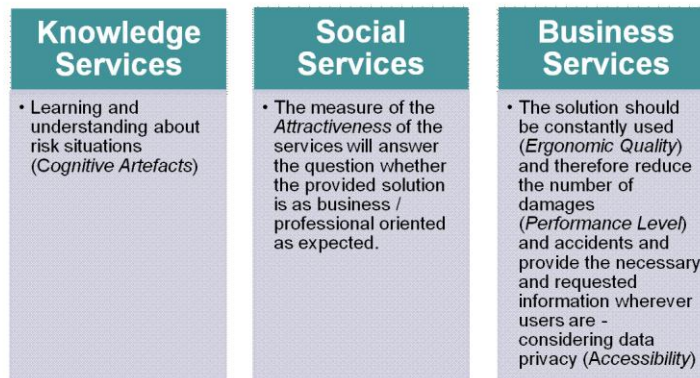 Knowledge
Services
• Learning and
understanding about
risk situations
(Cognitive Artefacts)
Social
Services
• The measure of the
Attractiveness of the
services will answer
the question whether
the provided solution
is as business /
professional oriented
as expected.
Business
Services
• The solution should
be constantly used
(Ergonomic Quality)
and therefore reduce
the number of
damages
(Performance Level)
and accidents and
provide the necessary
and requested
information wherever
users are -
considering data
privacy (Accessibility)